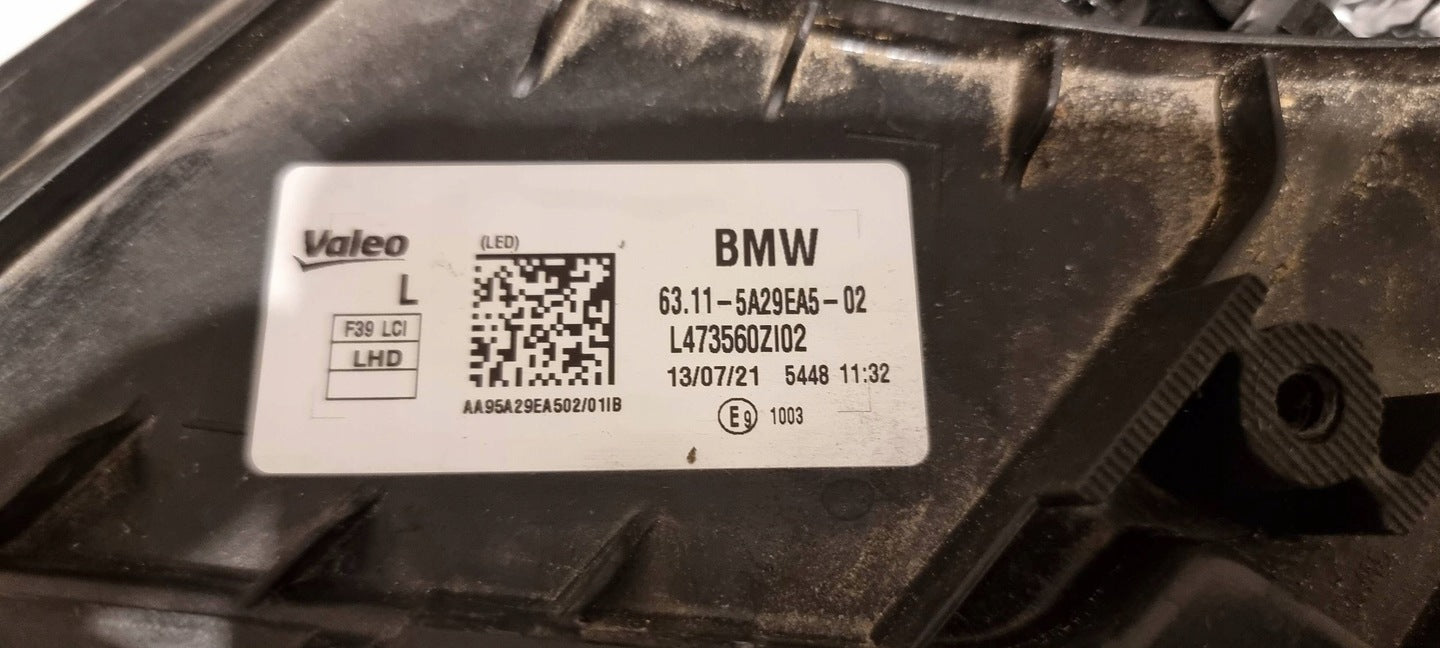 Valeo
L
F39 LCI
LHD
(LED)
AA95A29EA502/01IB
BMW
63.11-5A29EA5-02
L473560ZI02
13/07/21 5448 11:32
E9 1003